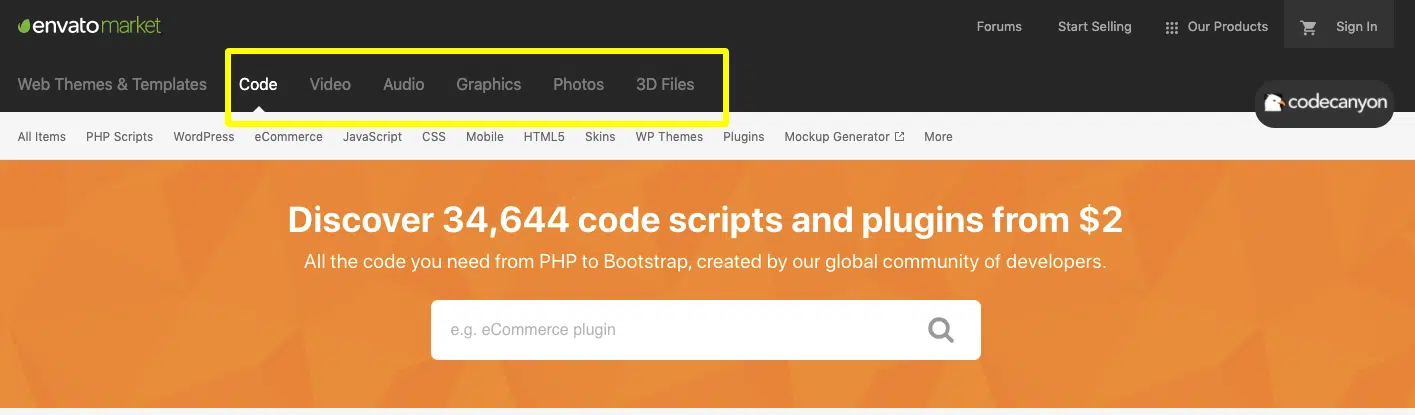 envatomarket
Forums Start Selling Our Products Sign In
Web Themes & Templates Code Video Audio Graphics Photos 3D Files
codecanyon
All Items PHP Scripts WordPress eCommerce JavaScript CSS Mobile HTML5 Skins WP Themes Plugins Mockup Generator More
Discover 34,644 code scripts and plugins from $2
All the code you need from PHP to Bootstrap, created by our global community of developers.
e.g. eCommerce plugin